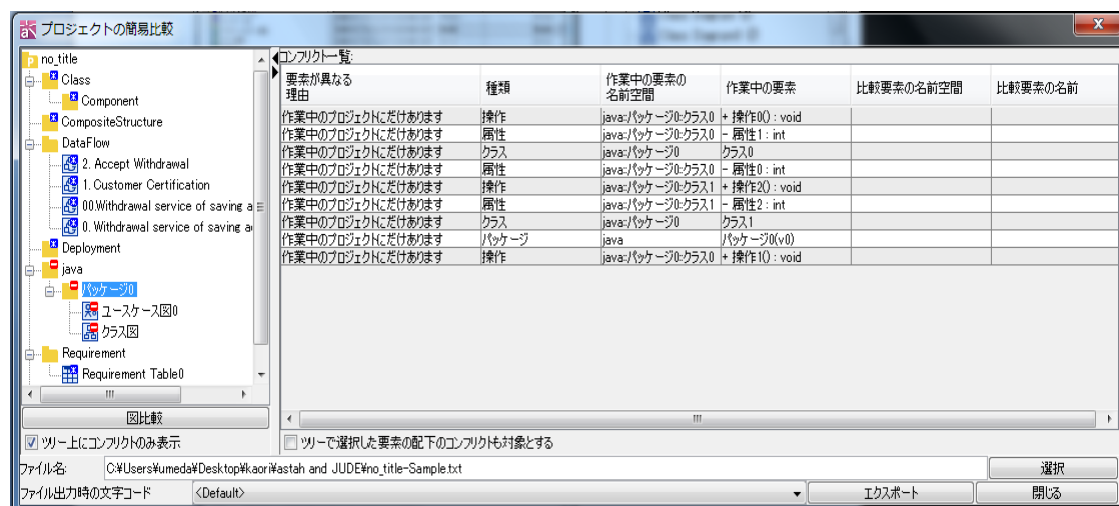 プロジェクトの簡易比較
no_title
Class
Component
CompositeStructure
DataFlow
2. Accept Withdrawal
1. Customer Certification
00.Withdrawal service of saving a
0. Withdrawal service of saving a
Deployment
java
パッケージ0
ユースケース図0
クラス図
Requirement
Requirement Table0
図比較
ツリー上にコンフリクトのみ表示
コンフリクト一覧:
要素が異なる理由 種類 作業中の要素の名前空間 作業中の要素 比較要素の名前空間 比較要素の名前
作業中のプロジェクトにだけあります 操作 java::パッケージ0::クラス0 + 操作0() : void
作業中のプロジェクトにだけあります 属性 java::パッケージ0::クラス0 - 属性1 : int
作業中のプロジェクトにだけあります クラス java::パッケージ0 クラス0
作業中のプロジェクトにだけあります 属性 java::パッケージ0::クラス0 - 属性0 : int
作業中のプロジェクトにだけあります 操作 java::パッケージ0::クラス1 + 操作2() : void
作業中のプロジェクトにだけあります 属性 java::パッケージ0::クラス1 - 属性2 : int
作業中のプロジェクトにだけあります クラス java::パッケージ0 クラス1
作業中のプロジェクトにだけあります パッケージ java パッケージ0(v0)
作業中のプロジェクトにだけあります 操作 java::パッケージ0::クラス0 + 操作1() : void
ツリーで選択した要素の配下のコンフリクトも対象とする
ファイル名: C:¥Users¥umeda¥Desktop¥kaori¥astah and JUDE¥no_title-Sample.txt 選択
ファイル出力時の文字コード <Default> エクスポート 閉じる